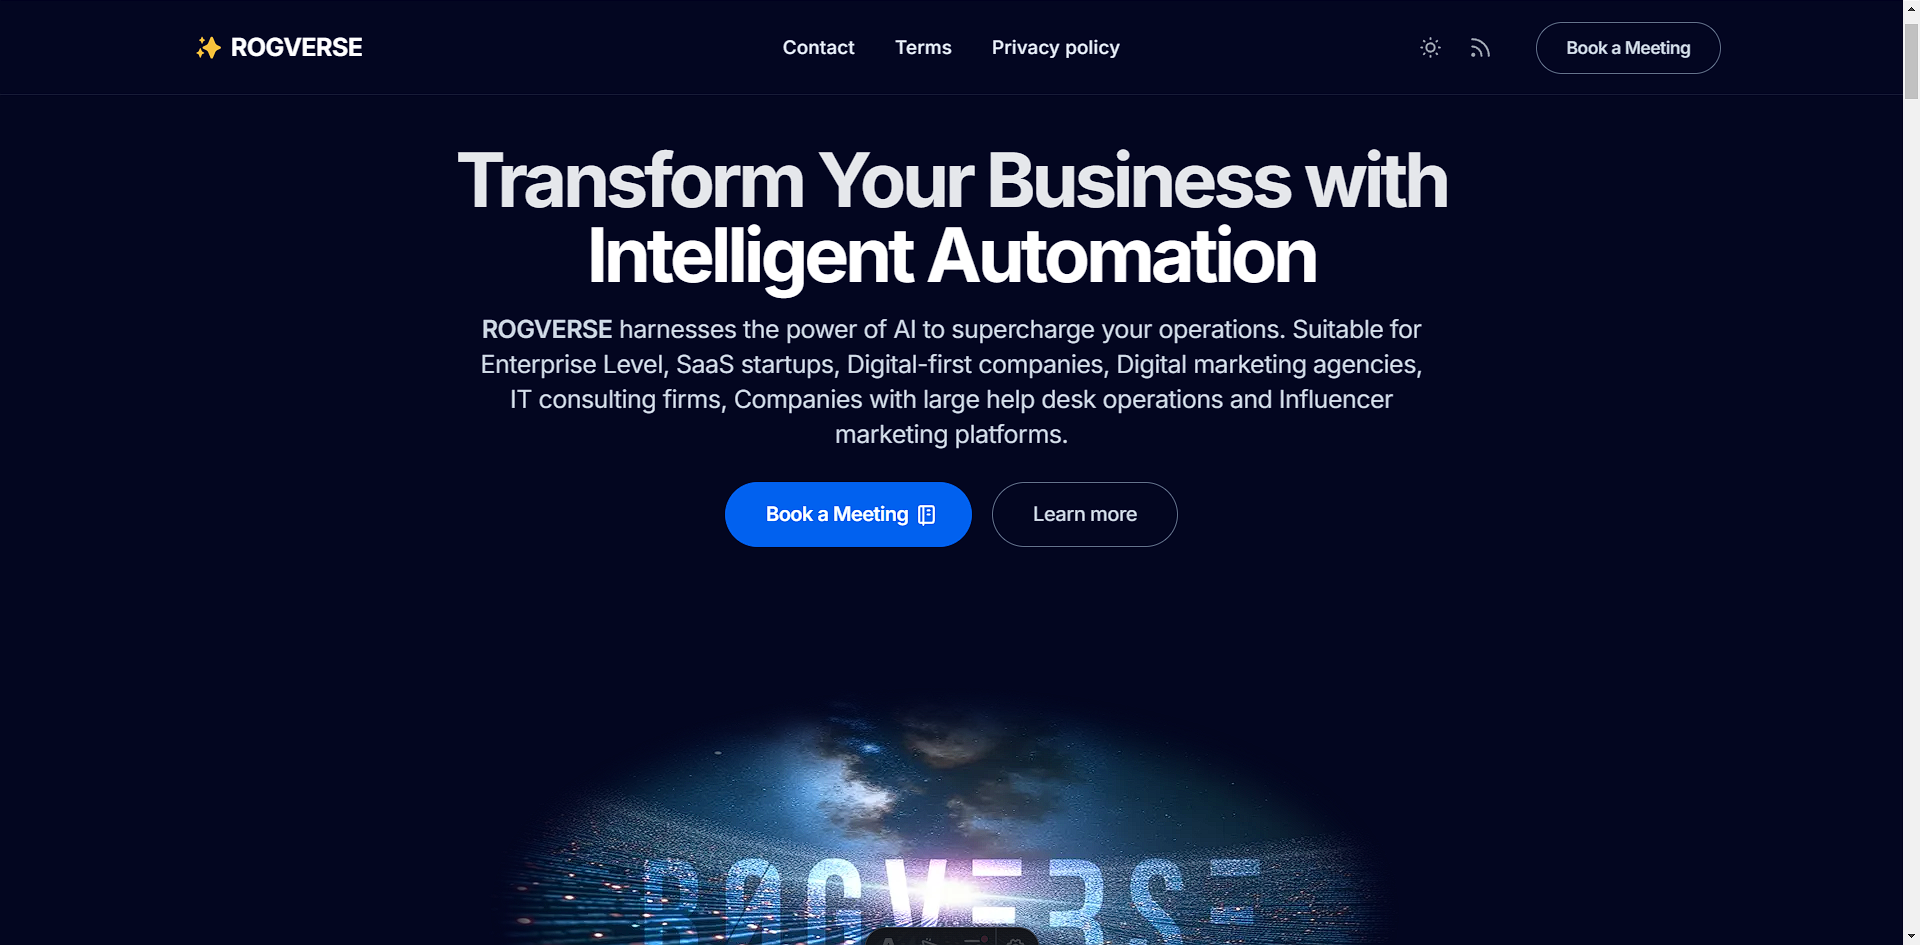 ROGVERSE
Contact
Terms
Privacy policy
Book a Meeting
Transform Your Business with
Intelligent Automation
ROGVERSE harnesses the power of AI to supercharge your operations. Suitable for
Enterprise Level, SaaS startups, Digital-first companies, Digital marketing agencies,
IT consulting firms, Companies with large help desk operations and Influencer
marketing platforms.
Book a Meeting
Learn more
ROGVERSE